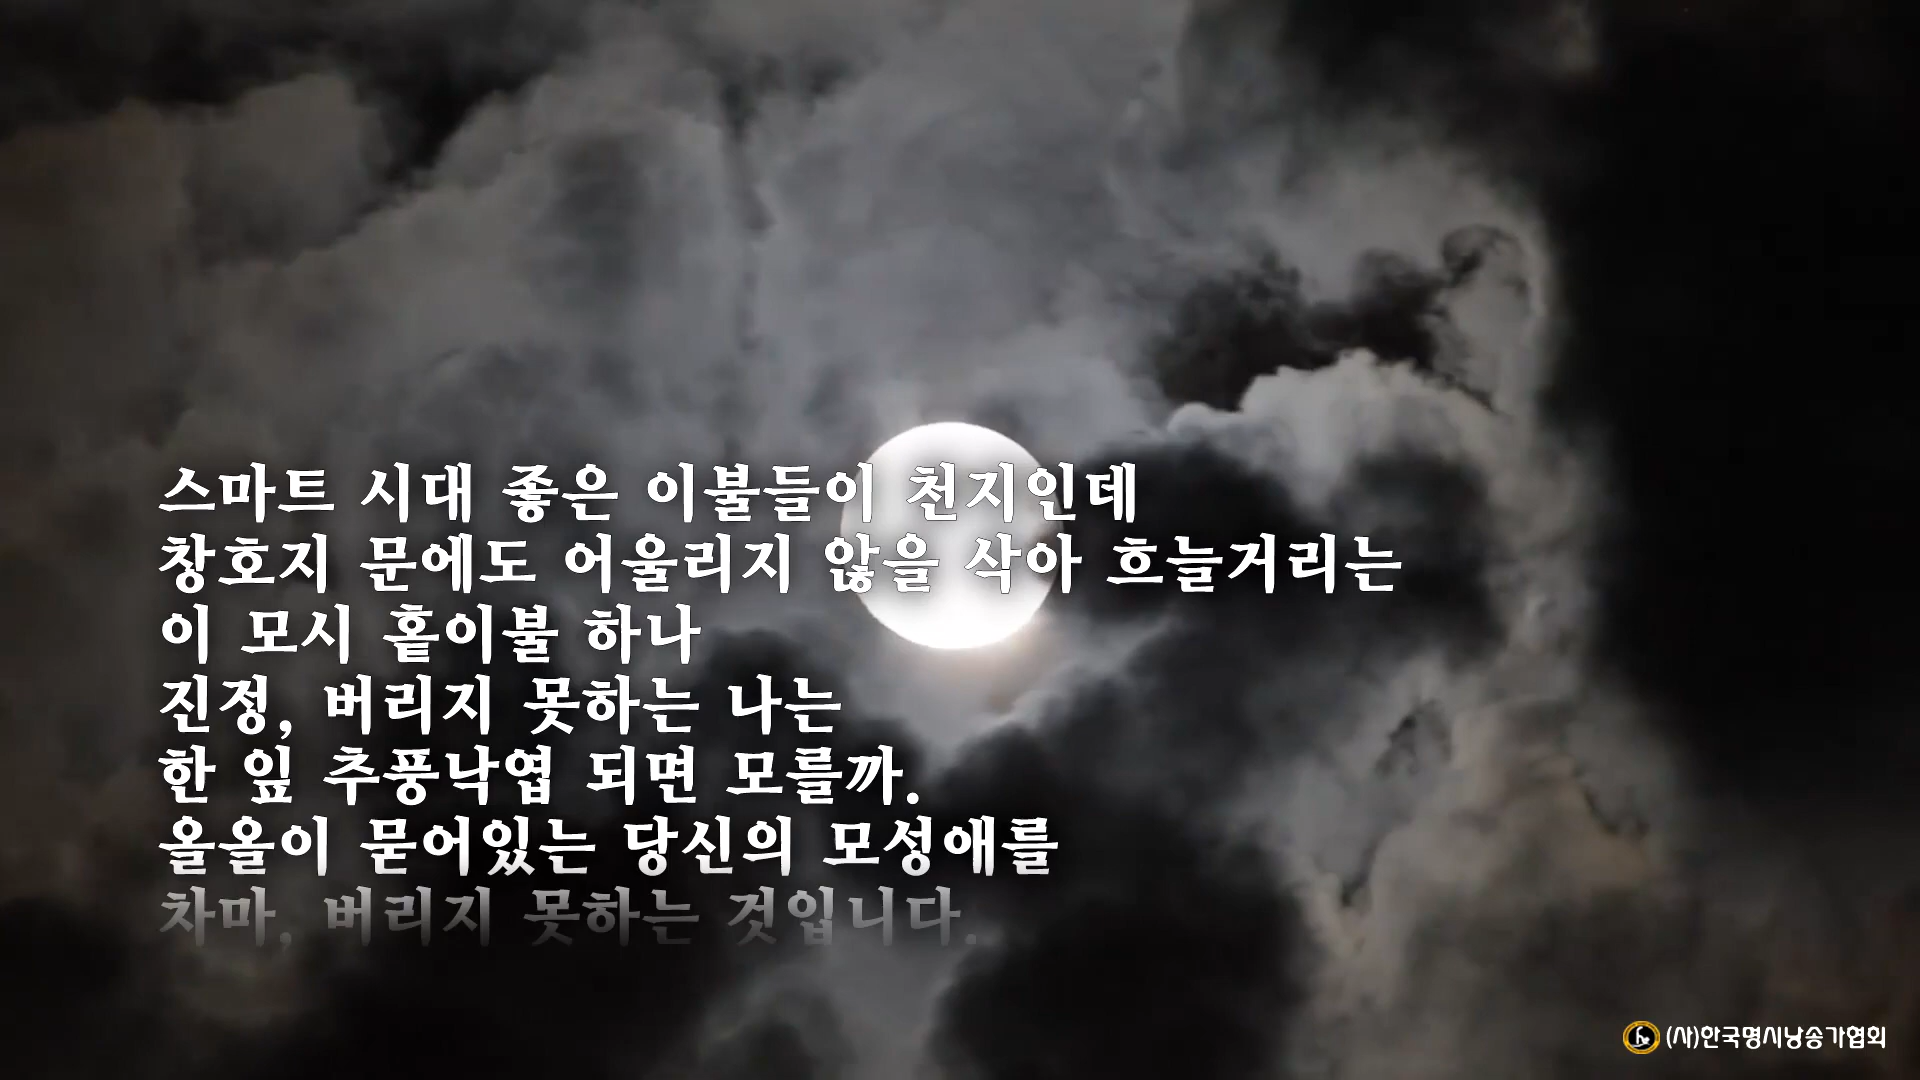 스마트 시대 좋은 이불들이 천지인데
창호지 문에도 어울리지 않을 삭아 흐늘거리는
이 모시 홑이불 하나
진정, 버리지 못하는 나는
한 잎 추풍낙엽 되면 모를까.
올올이 묻어있는 당신의 모성애를
차마, 버리지 못하는 것입니다.
(사)한국명시낭송가협회